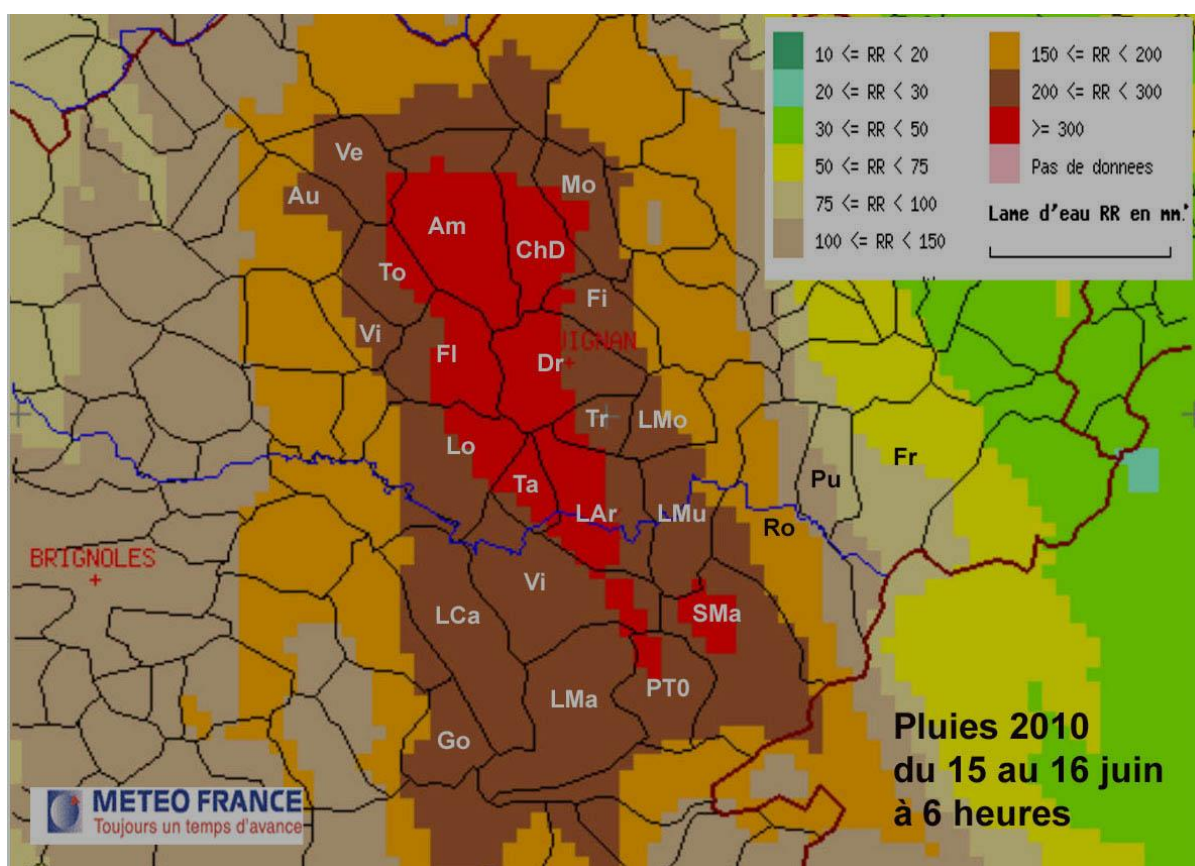 10 <= RR < 20
20 <= RR < 30
30 <= RR < 50
50 <= RR < 75
75 <= RR < 100
100 <= RR < 150
150 <= RR < 200
200 <= RR < 300
>= 300
Pas de donnees
Lame d'eau RR en mm.
Ve
Au
Mo
Am
ChD
To
Fi
Vi
Fl
Dr
UIGNAN
Tr
LMo
Lo
Fr
Pu
Ta
LAr
LMu
Ro
BRIGNOLES
Vi
LCa
SMa
LMa
PT0
Go
Pluies 2010
du 15 au 16 juin
à 6 heures
METEO FRANCE
Toujours un temps d'avance